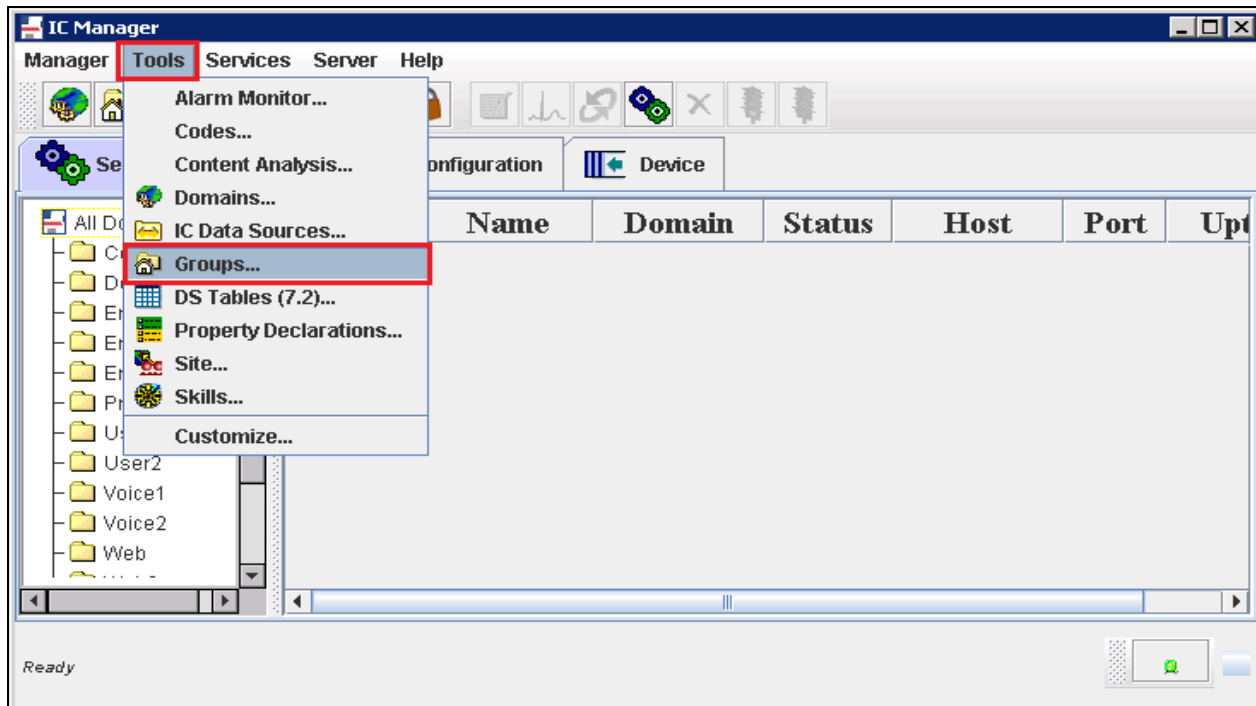 IC Manager
Manager Tools Services Server Help
Alarm Monitor...
Codes...
Content Analysis...
Domains...
IC Data Sources...
Groups...
DS Tables (7.2)...
Property Declarations...
Site...
Skills...
Customize...
Device
Name Domain Status Host Port
All
User2
Voice1
Voice2
Web
Ready